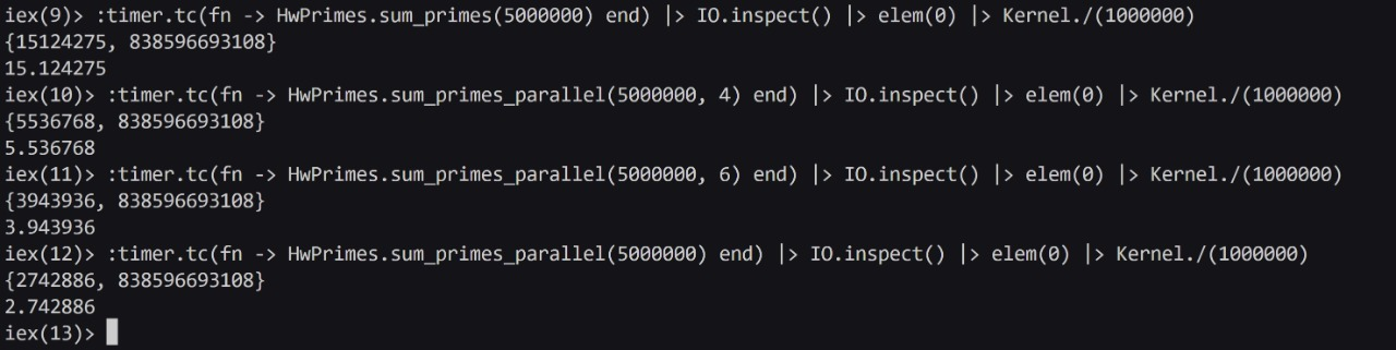 iex(9)> :timer.tc(fn -> HwPrimes.sum_primes(5000000) end) |> IO.inspect() |> elem(0) |> Kernel./(1000000)
{15124275, 838596693108}
15.124275
iex(10)> :timer.tc(fn -> HwPrimes.sum_primes_parallel(5000000, 4) end) |> IO.inspect() |> elem(0) |> Kernel./(1000000)
{5536768, 838596693108}
5.536768
iex(11)> :timer.tc(fn -> HwPrimes.sum_primes_parallel(5000000, 6) end) |> IO.inspect() |> elem(0) |> Kernel./(1000000)
{3943936, 838596693108}
3.943936
iex(12)> :timer.tc(fn -> HwPrimes.sum_primes_parallel(5000000) end) |> IO.inspect() |> elem(0) |> Kernel./(1000000)
{2742886, 838596693108}
2.742886
iex(13)>